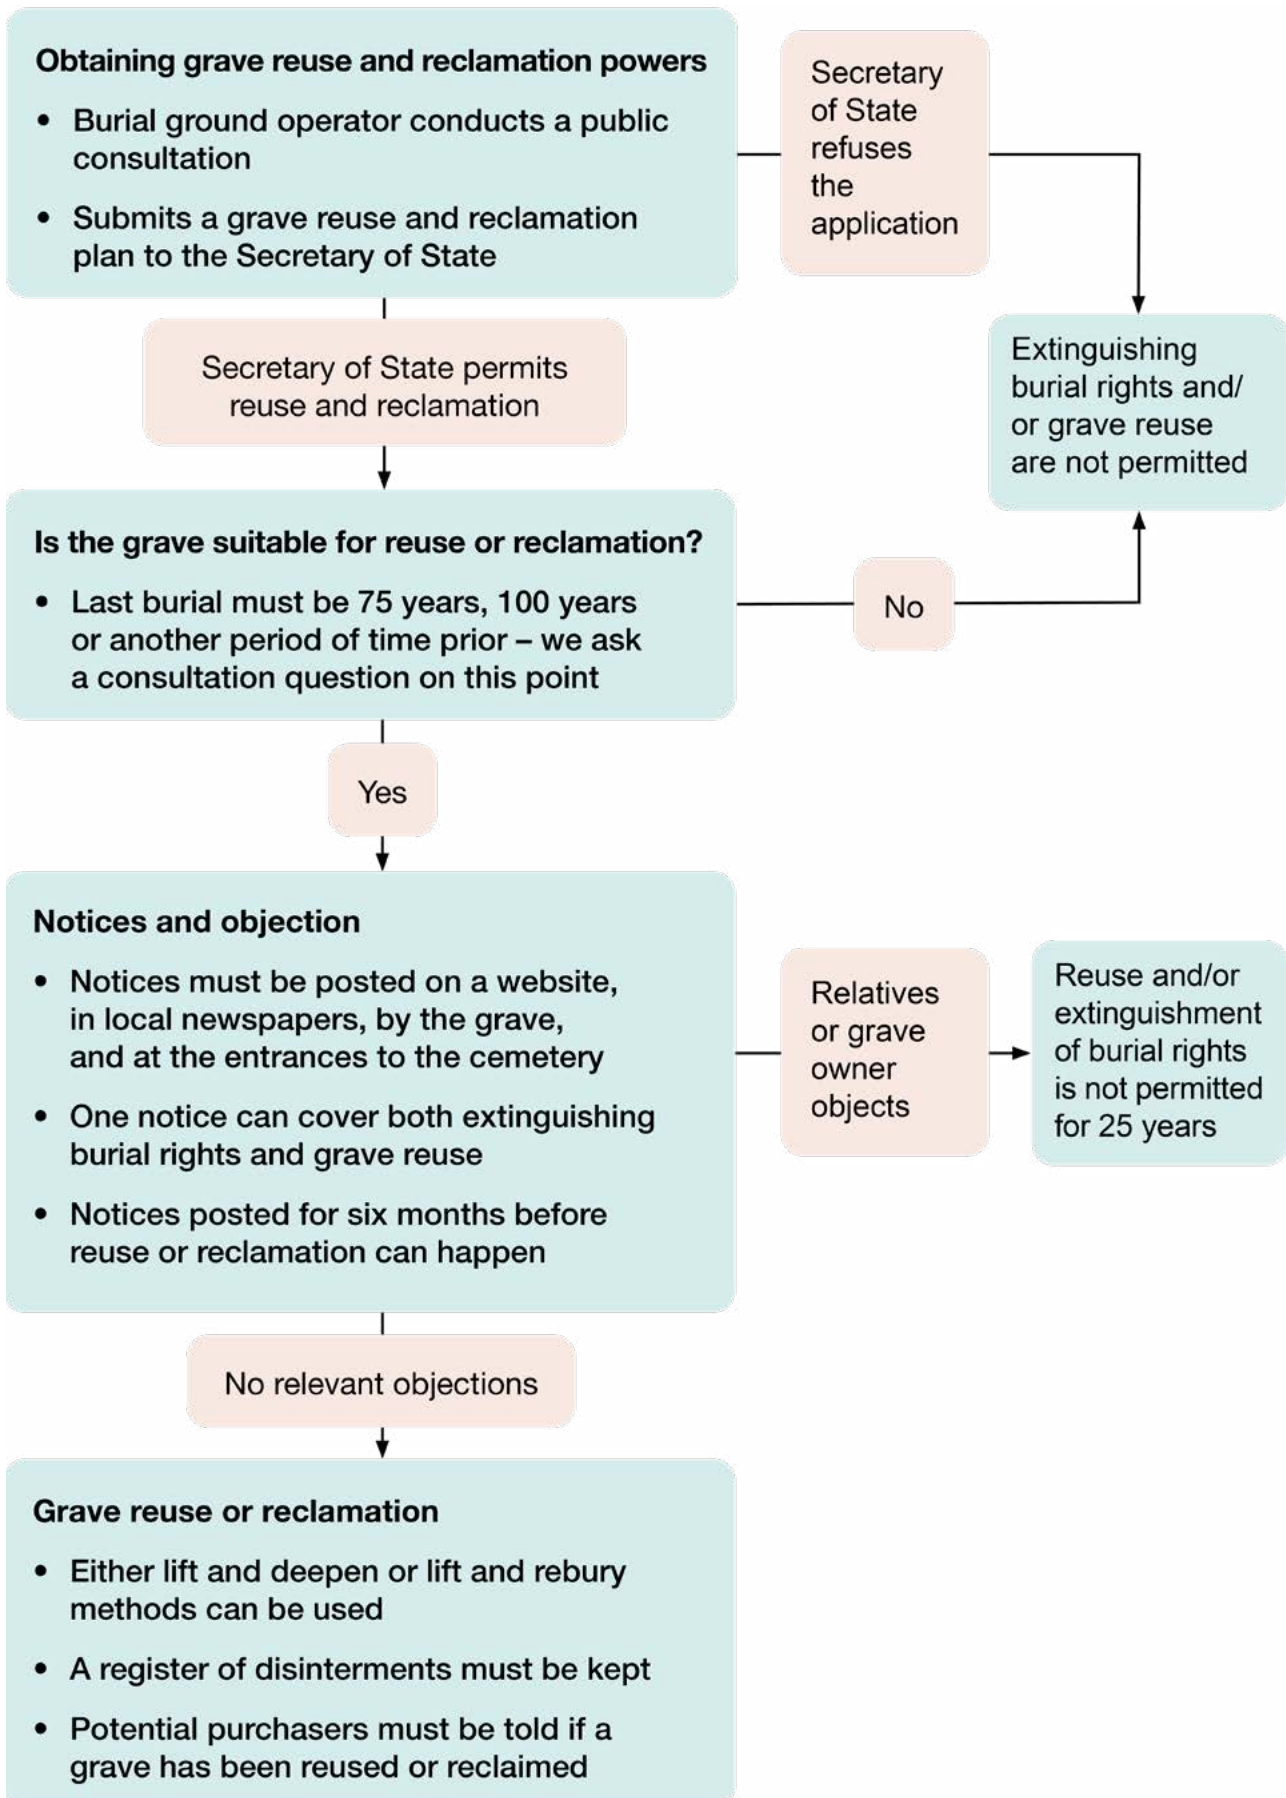 Obtaining grave reuse and reclamation powers
• Burial ground operator conducts a public
consultation
• Submits a grave reuse and reclamation
plan to the Secretary of State
Secretary
of State
refuses
the
application
Secretary of State permits
reuse and reclamation
Extinguishing
burial rights and/
or grave reuse
are not permitted
Is the grave suitable for reuse or reclamation?
• Last burial must be 75 years, 100 years
or another period of time prior – we ask
a consultation question on this point
No
Yes
Notices and objection
• Notices must be posted on a website,
in local newspapers, by the grave,
and at the entrances to the cemetery
• One notice can cover both extinguishing
burial rights and grave reuse
• Notices posted for six months before
reuse or reclamation can happen
Relatives
or grave
owner
objects
Reuse and/or
extinguishment
of burial rights
is not permitted
for 25 years
No relevant objections
Grave reuse or reclamation
• Either lift and deepen or lift and rebury
methods can be used
• A register of disinterments must be kept
• Potential purchasers must be told if a
grave has been reused or reclaimed